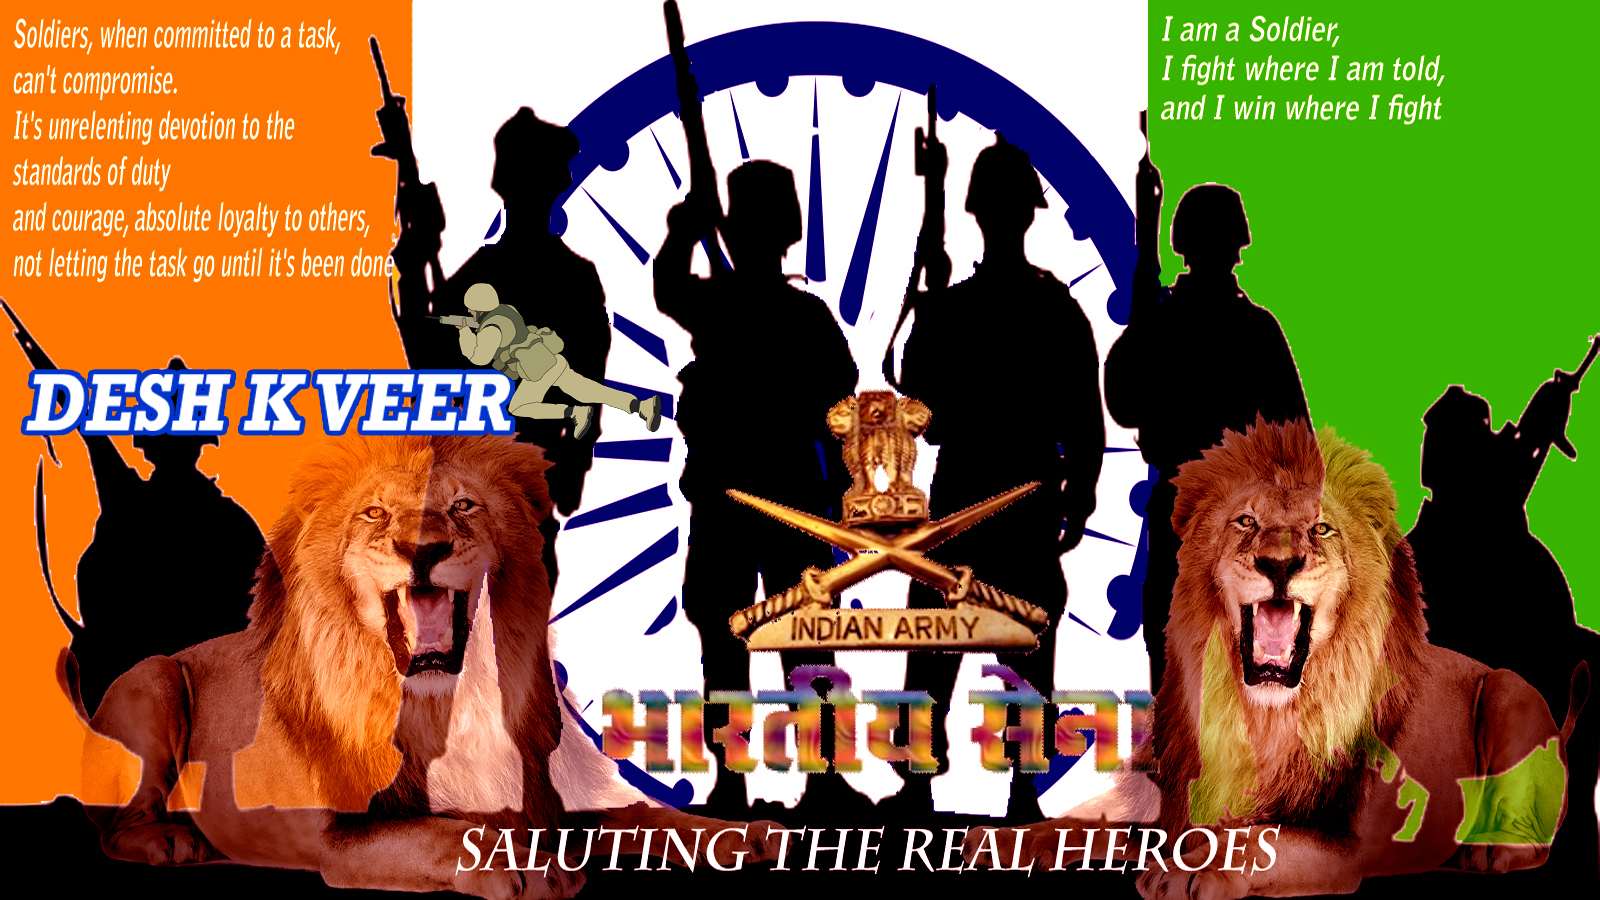 Soldiers, when committed to a task,
can't compromise.
It's unrelenting devotion to the
standards of duty
and courage, absolute loyalty to others,
not letting the task go until it's been done
I am a Soldier,
I fight where I am told,
and I win where I fight
DESH K VEER
INDIAN ARMY
भारतीय सेना
SALUTING THE REAL HEROES